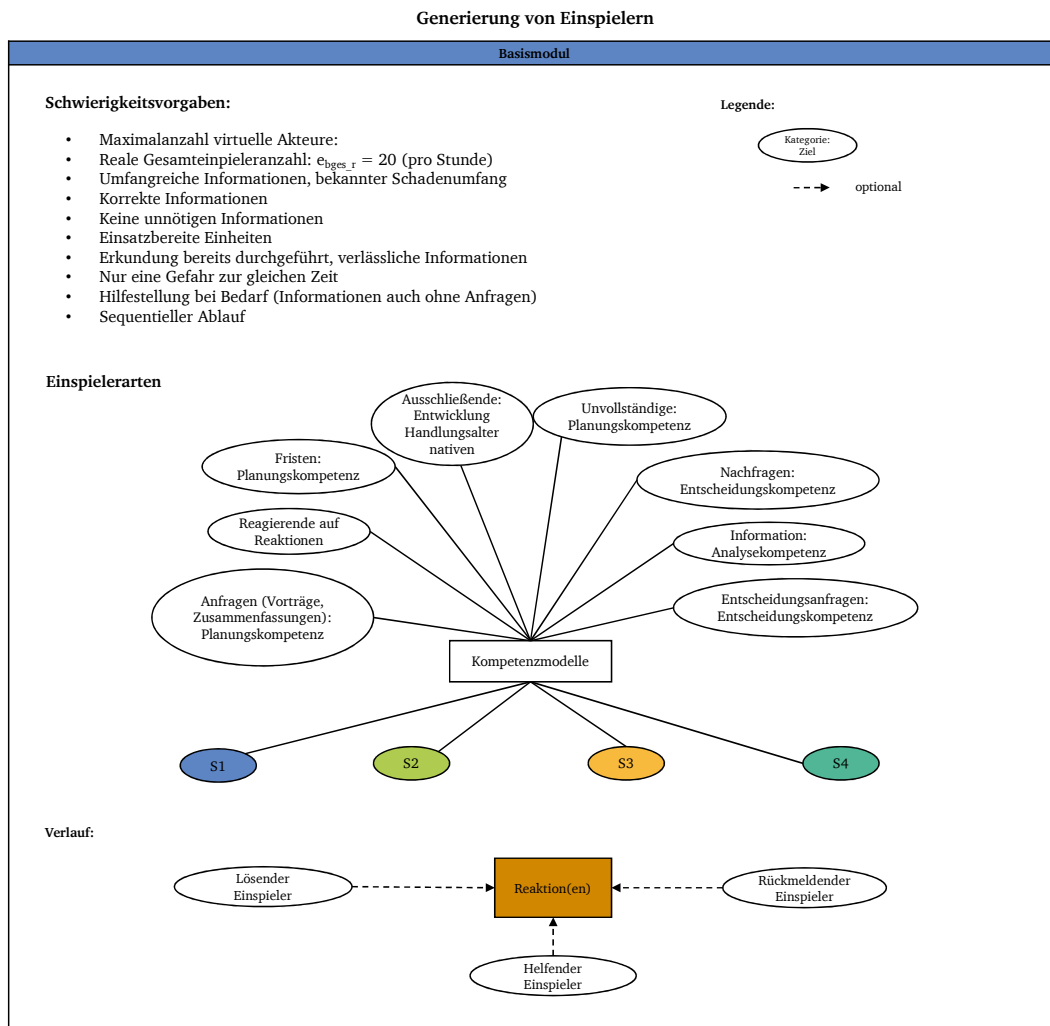 Generierung von Einspielern
Basismodul
Schwierigkeitsvorgaben:
• Maximalanzahl virtuelle Akteure:
• Reale Gesamteinpieleranzahl: e_bges_r = 20 (pro Stunde)
• Umfangreiche Informationen, bekannter Schadenumfang
• Korrekte Informationen
• Keine unnötigen Informationen
• Einsatzbereite Einheiten
• Erkundung bereits durchgeführt, verlässliche Informationen
• Nur eine Gefahr zur gleichen Zeit
• Hilfestellung bei Bedarf (Informationen auch ohne Anfragen)
• Sequentieller Ablauf
Legende:
Kategorie:
Ziel
optional
Einspielerarten
Ausschließende:
Entwicklung
Handlungsalter
nativen
Unvollständige:
Planungskompetenz
Fristen:
Planungskompetenz
Nachfragen:
Entscheidungskompetenz
Reagierende auf
Reaktionen
Information:
Analysekompetenz
Anfragen (Vorträge,
Zusammenfassungen):
Planungskompetenz
Entscheidungsanfragen:
Entscheidungskompetenz
Kompetenzmodelle
S1
S2
S3
S4
Verlauf:
Lösender
Einspieler
Reaktion(en)
Rückmeldender
Einspieler
Helfender
Einspieler